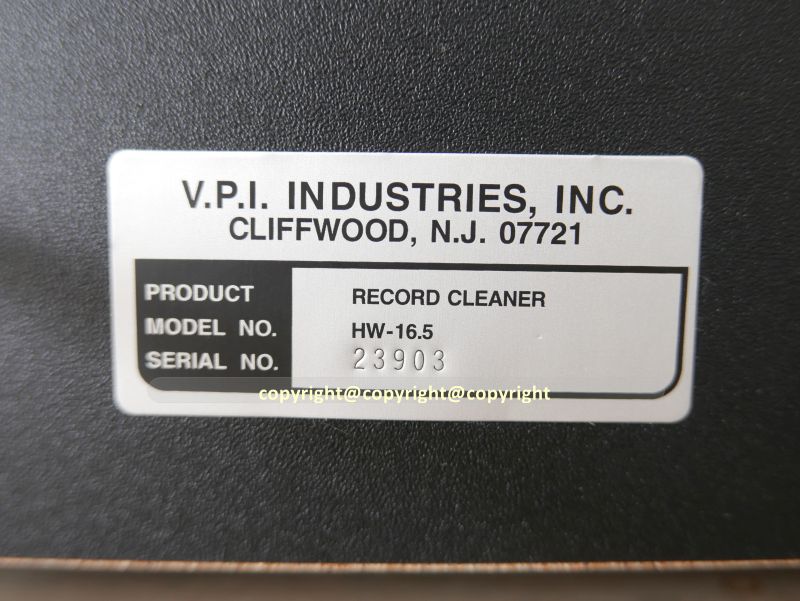 V.P.I. INDUSTRIES, INC.
CLIFFWOOD, N.J. 07721
PRODUCT RECORD CLEANER
MODEL NO. HW-16.5
SERIAL NO. 23903
copyright@copyright@copyright